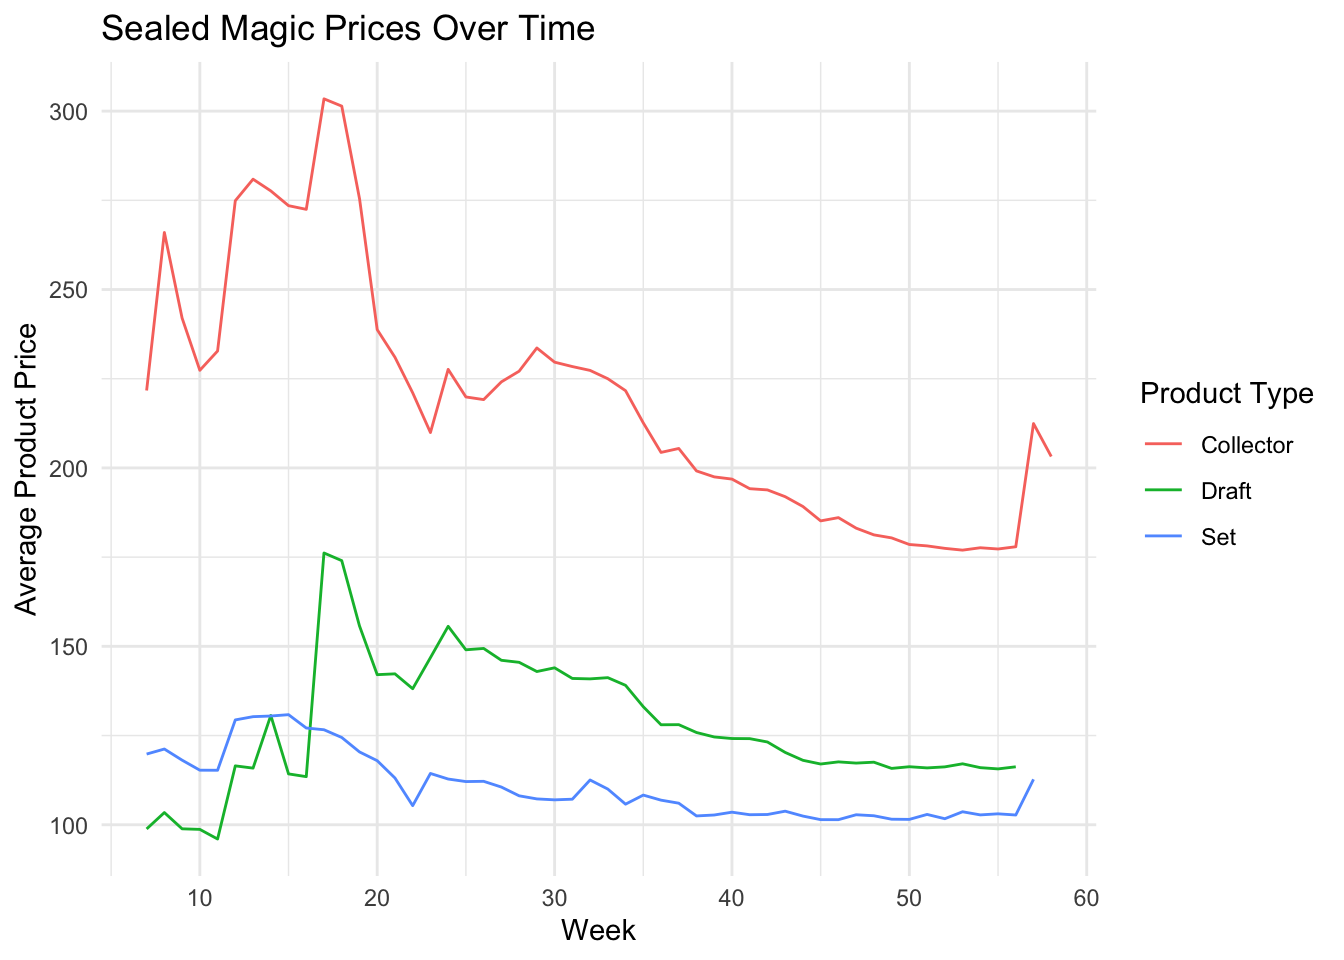 Sealed Magic Prices Over Time
Average Product Price
300
250
200
150
100
10 20 30 40 50 60
Week
Product Type
Collector
Draft
Set